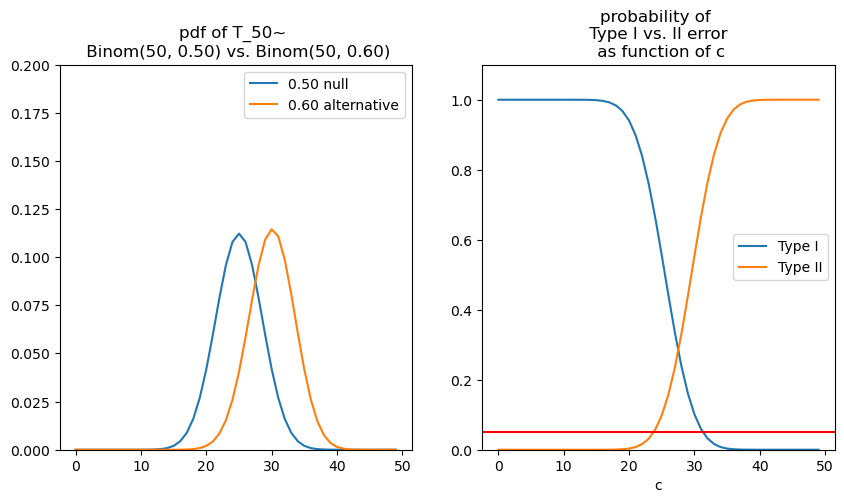 pdf of T_50~
Binom(50, 0.50) vs. Binom(50, 0.60)
0.200
0.175
0.150
0.125
0.100
0.075
0.050
0.025
0.000
0
10
20
30
40
50
0.50 null
0.60 alternative
probability of
Type I vs. II error
as function of c
1.0
0.8
0.6
0.4
0.2
0.0
0
10
20
30
40
50
c
Type I
Type II